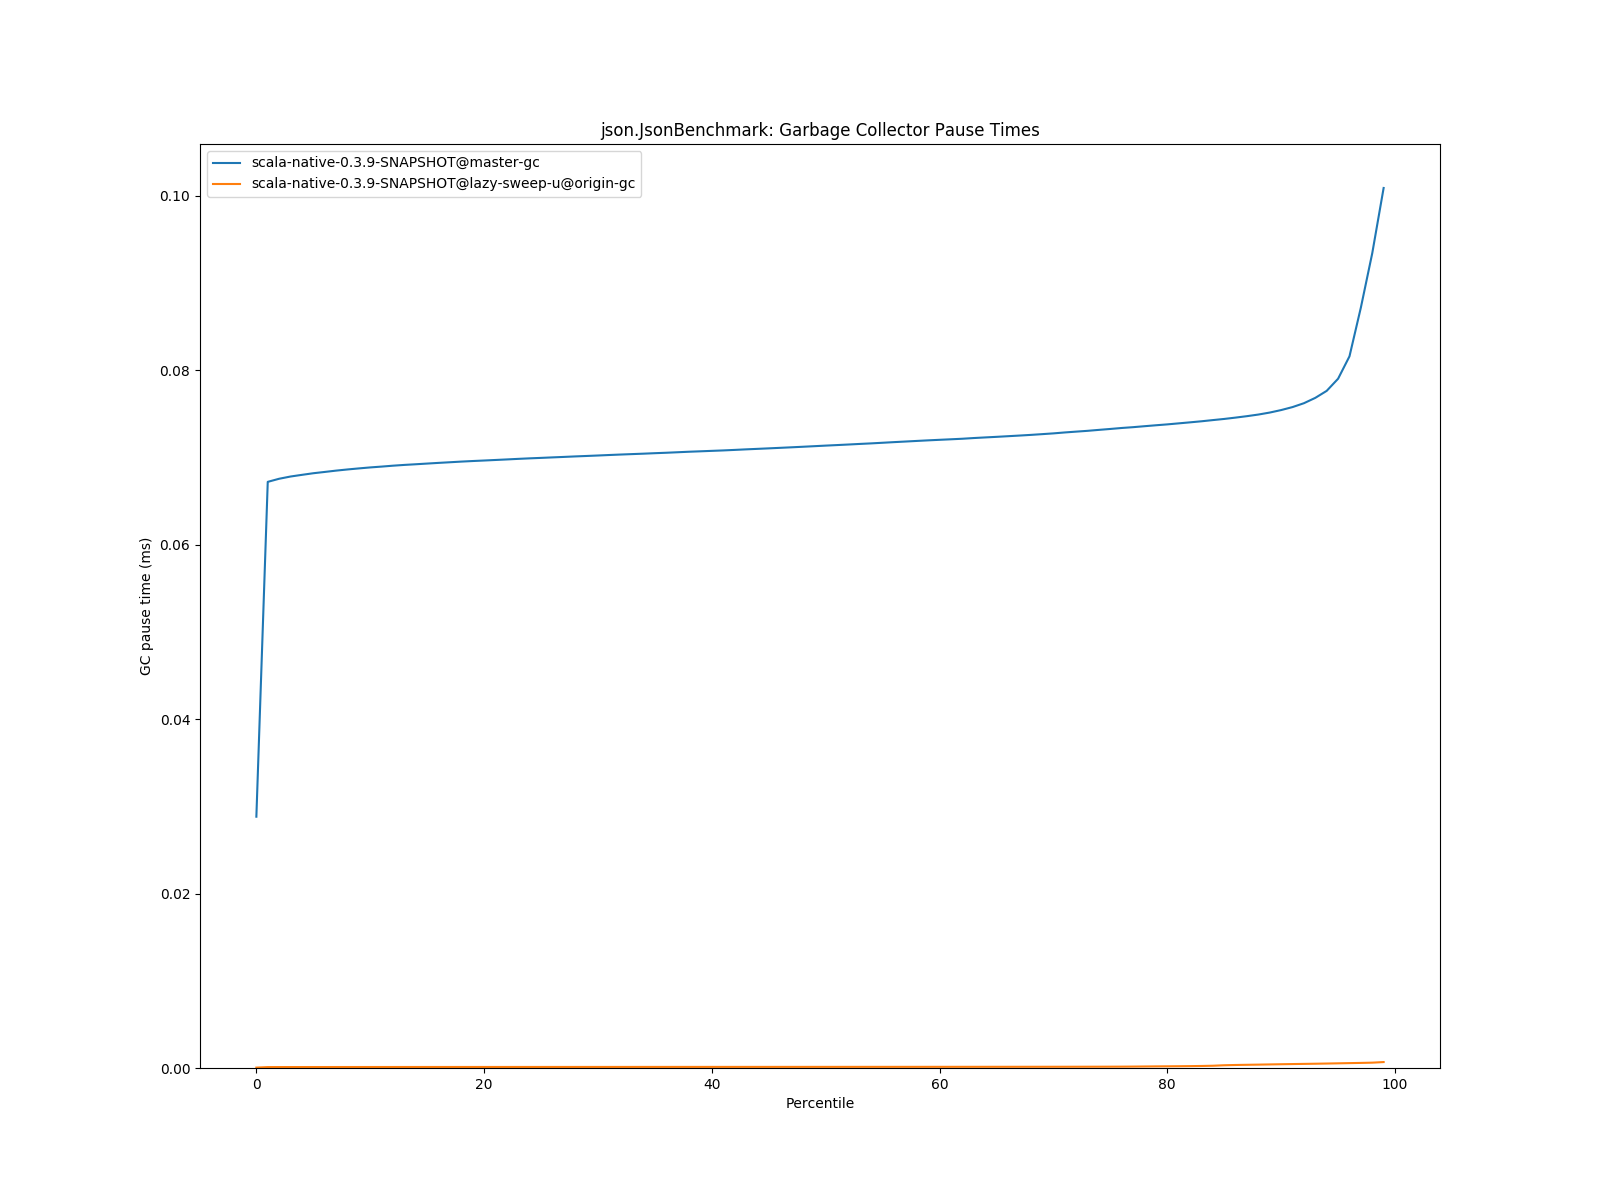 json.JsonBenchmark: Garbage Collector Pause Times
scala-native-0.3.9-SNAPSHOT@master-gc
scala-native-0.3.9-SNAPSHOT@lazy-sweep-u@origin-gc
0.10
0.08
0.06
0.04
0.02
0.00
GC pause time (ms)
0 20 40 60 80 100
Percentile